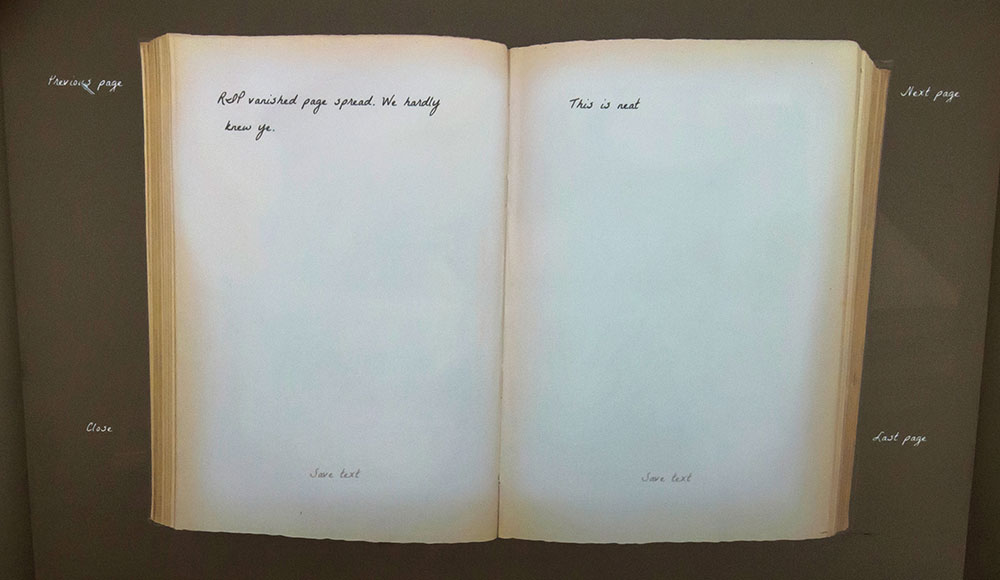 Previous page
RIP vanished page spread. We hardly
knew ye.
Save text
Close
This is neat
Save text
Next page
Last page